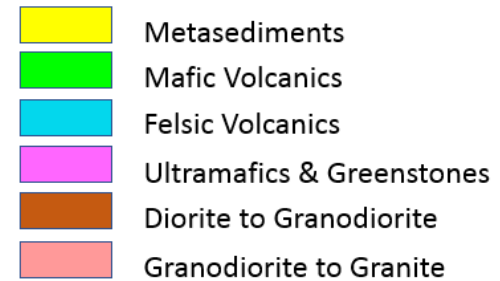 Metasediments
Mafic Volcanics
Felsic Volcanics
Ultramafics & Greenstones
Diorite to Granodiorite
Granodiorite to Granite